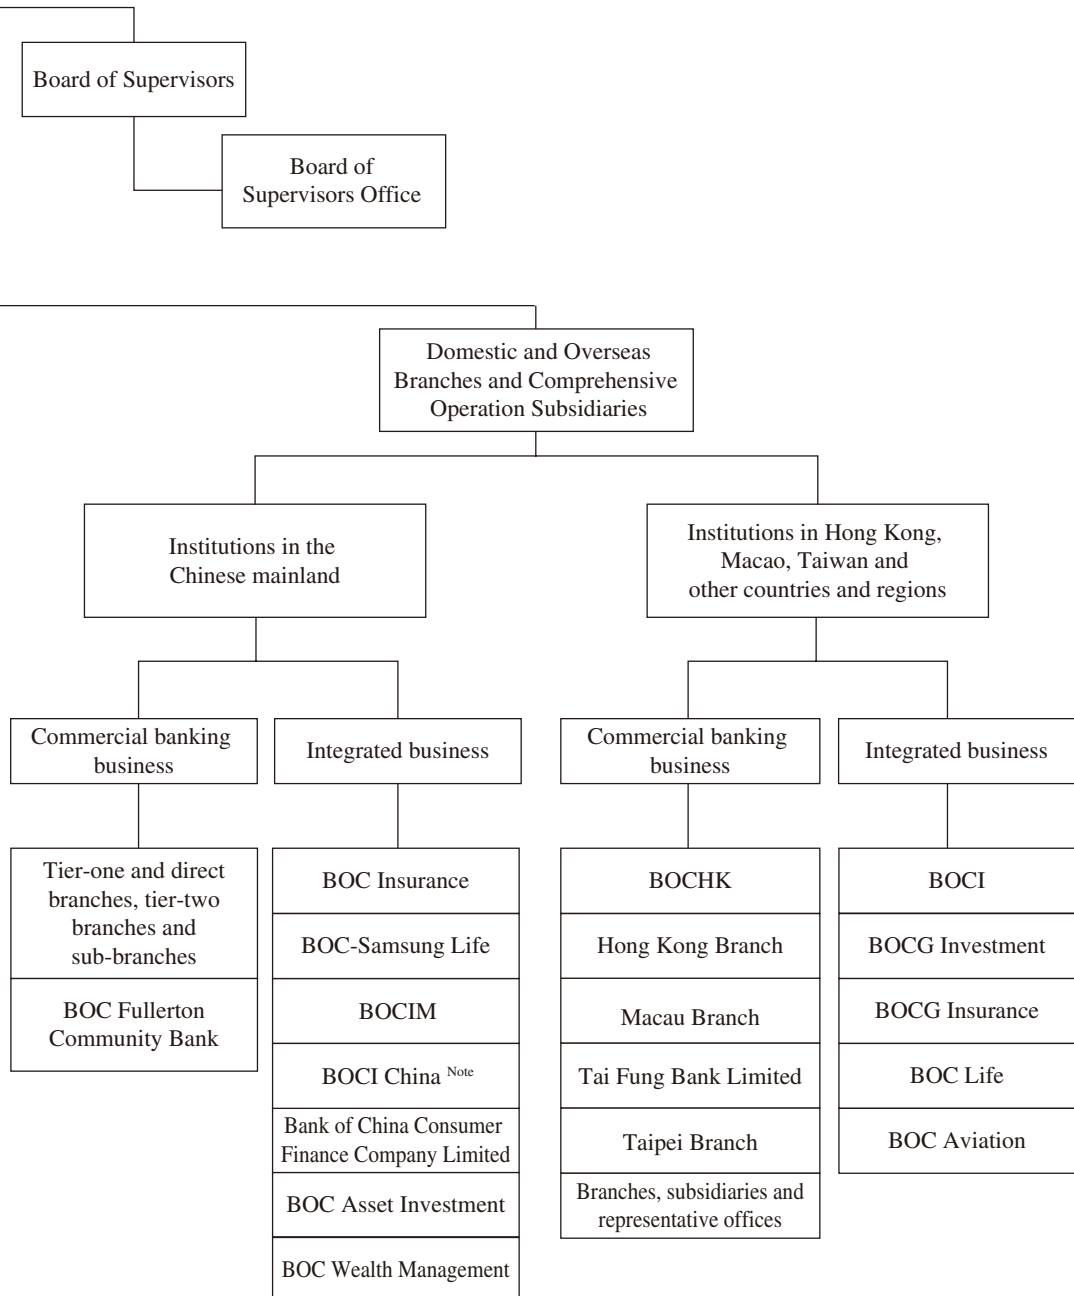 Board of Supervisors
Board of
Supervisors Office
Domestic and Overseas
Branches and Comprehensive
Operation Subsidiaries
Institutions in the
Chinese mainland
Institutions in Hong Kong,
Macao, Taiwan and
other countries and regions
Commercial banking
business
Integrated business
Commercial banking
business
Integrated business
Tier-one and direct
branches, tier-two
branches and
sub-branches
BOC Fullerton
Community Bank
BOC Insurance
BOC-Samsung Life
BOCIM
BOCI China Note
Bank of China Consumer
Finance Company Limited
BOC Asset Investment
BOC Wealth Management
BOCHK
Hong Kong Branch
Macau Branch
Tai Fung Bank Limited
Taipei Branch
Branches, subsidiaries and
representative offices
BOCI
BOCG Investment
BOCG Insurance
BOC Life
BOC Aviation